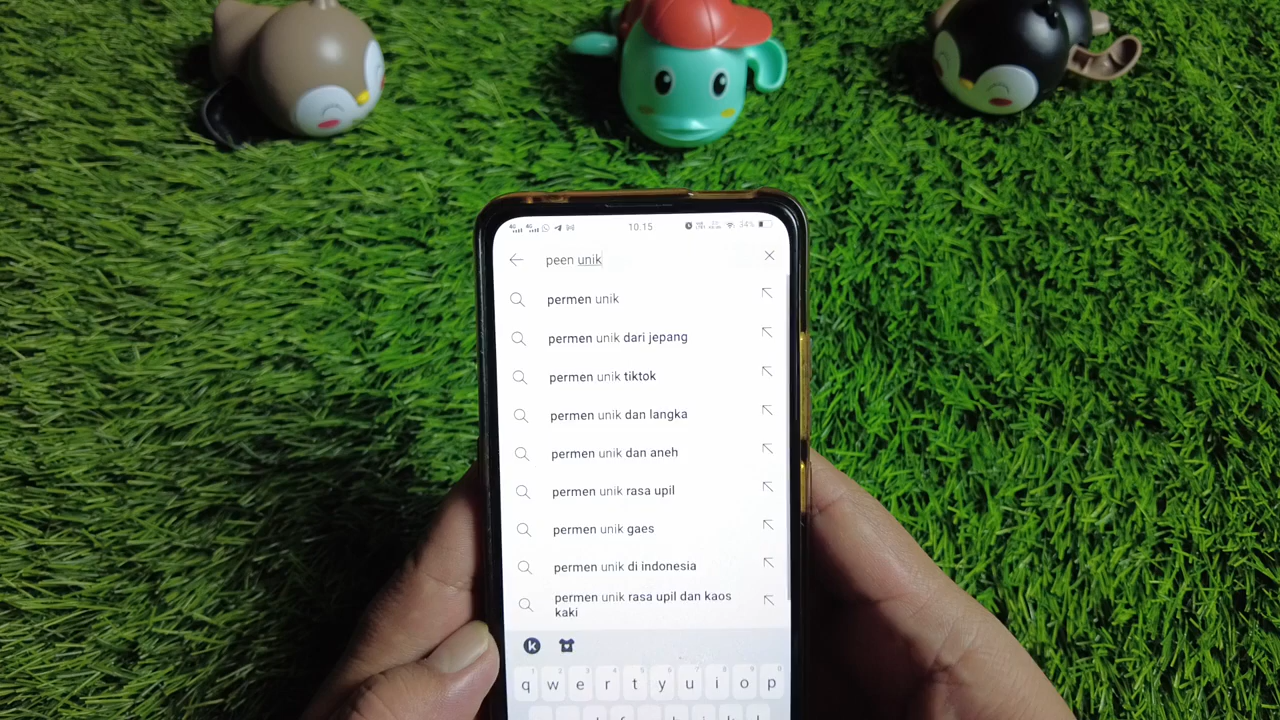 10.15
34%
peen unik
permen unik
permen unik dari jepang
permen unik tiktok
permen unik dan langka
permen unik dan aneh
permen unik rasa upil
permen unik gaes
permen unik di indonesia
permen unik rasa upil dan kaos
kaki
q w e r t y u i o p